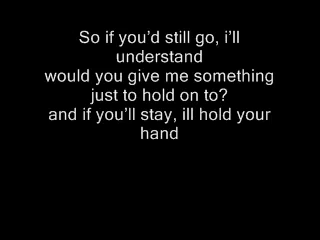 So if you’d still go, i’ll
understand
would you give me something
just to hold on to?
and if you’ll stay, ill hold your
hand